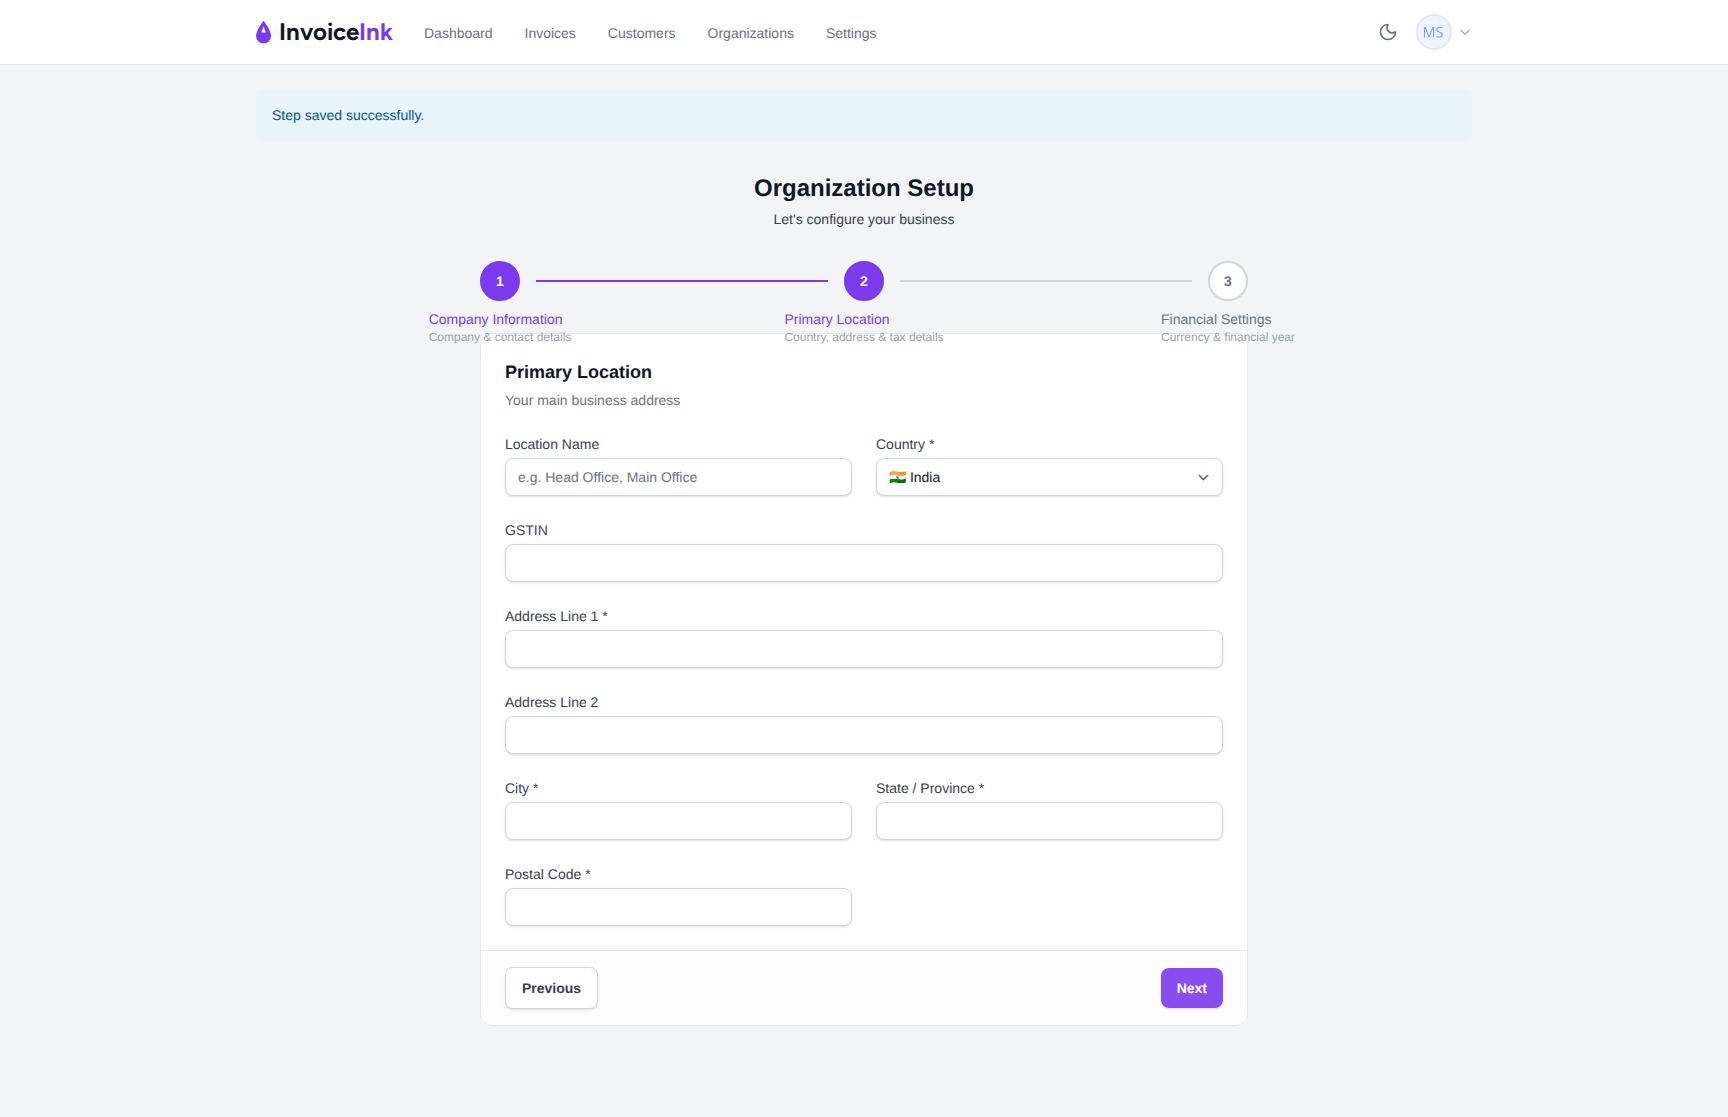 InvoiceInk
Dashboard
Invoices
Customers
Organizations
Settings
MS
Step saved successfully.
Organization Setup
Let's configure your business
1
2
3
Company Information
Company & contact details
Primary Location
Country, address & tax details
Financial Settings
Currency & financial year
Primary Location
Your main business address
Location Name
e.g. Head Office, Main Office
Country *
India
GSTIN
Address Line 1 *
Address Line 2
City *
State / Province *
Postal Code *
Previous
Next